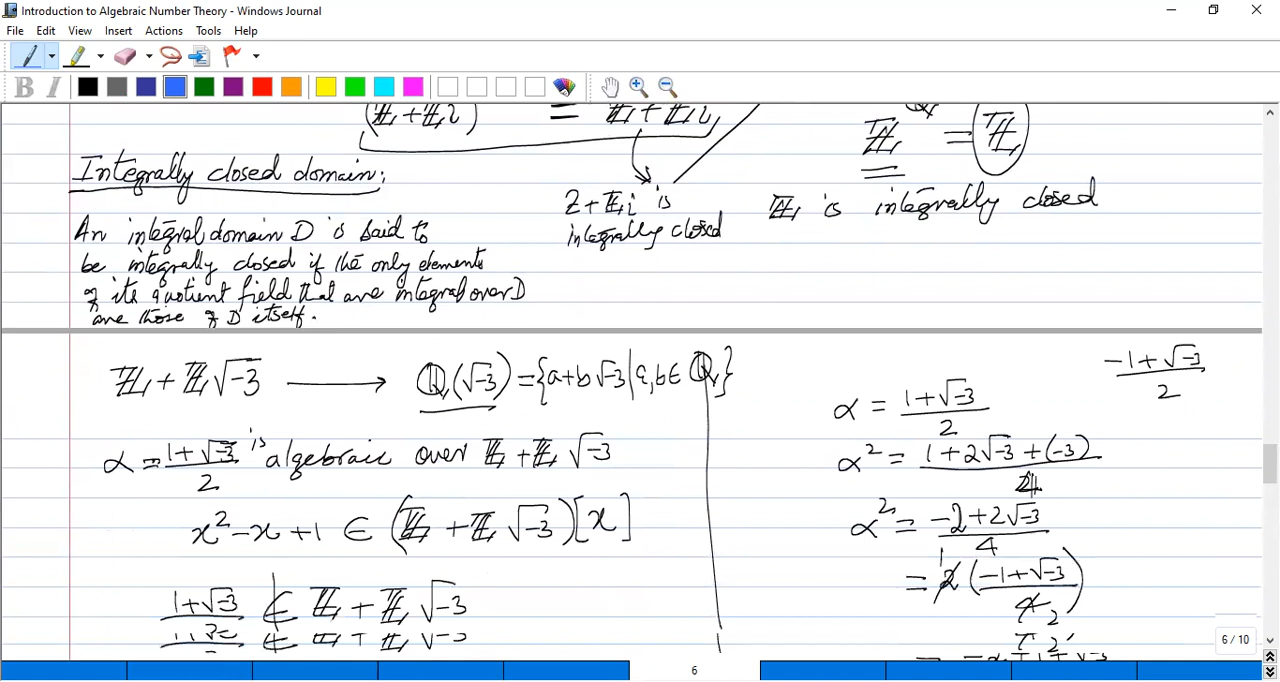 Introduction to Algebraic Number Theory - Windows Journal
File Edit View Insert Actions Tools Help
B I
(ℤ+ℤi) = ℤ+ℤi
ℤ = ℤ
Integrally closed domain:
An integral domain D is said to
be integrally closed if the only elements
of its quotient field that are integral over D
are those of D itself.
Z+ℤi is
integrally closed
ℤ is integrally closed
ℤ+ℤ√-3 → ℚ(√-3) = {a+b√-3 | a,b ∈ ℚ}
α = (1+√-3)/2 is algebraic over ℤ+ℤ√-3
x²-x+1 ∈ (ℤ+ℤ√-3)[x]
(1+√-3)/2 ∉ ℤ+ℤ√-3
(-1+√-3)/2
α = (1+√-3)/2
α² = (1+2√-3+(-3))/4
α² = (-2+2√-3)/4
= 2(-1+√-3)/4
1
2
6 / 10
6